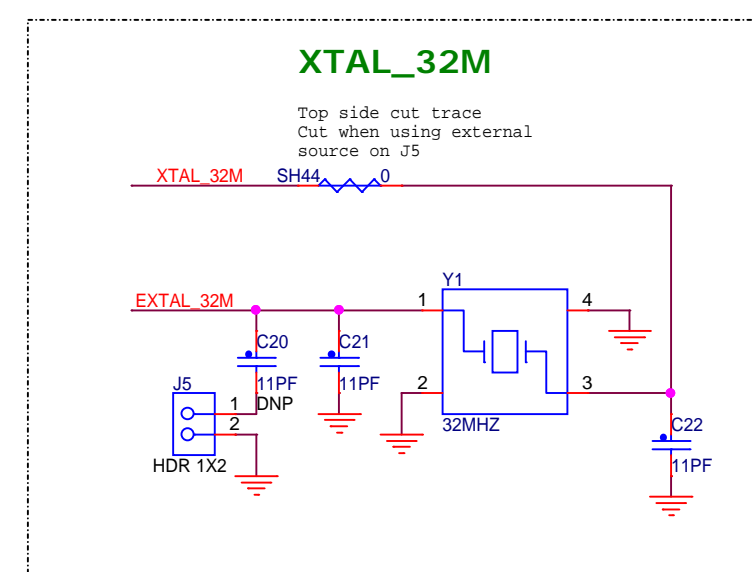 XTAL_32M
Top side cut trace
Cut when using external
source on J5
XTAL_32M
SH44
0
Y1
EXTAL_32M
1
4
C20
C21
J5
11PF
11PF
2
3
1
DNP
2
32MHZ
C22
HDR 1X2
11PF